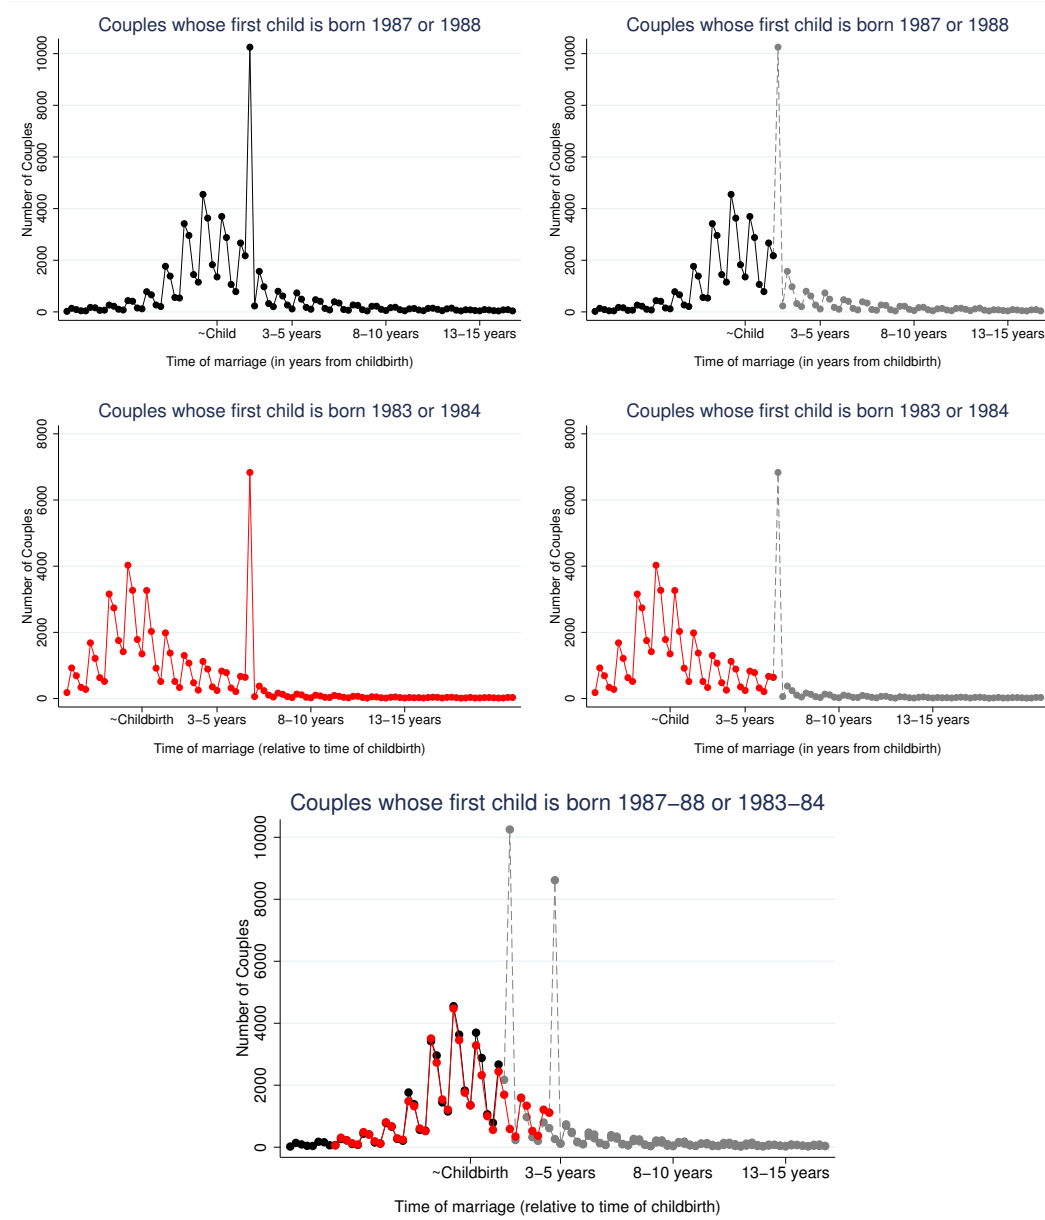 Couples whose first child is born 1987 or 1988
Number of Couples
0 2000 4000 6000 8000 10000
~Child 3−5 years 8−10 years 13−15 years
Time of marriage (in years from childbirth)
Couples whose first child is born 1987 or 1988
Number of Couples
0 2000 4000 6000 8000 10000
~Child 3−5 years 8−10 years 13−15 years
Time of marriage (in years from childbirth)
Couples whose first child is born 1983 or 1984
Number of Couples
0 2000 4000 6000 8000
~Childbirth 3−5 years 8−10 years 13−15 years
Time of marriage (relative to time of childbirth)
Couples whose first child is born 1983 or 1984
Number of Couples
0 2000 4000 6000 8000
~Child 3−5 years 8−10 years 13−15 years
Time of marriage (in years from childbirth)
Couples whose first child is born 1987−88 or 1983−84
Number of Couples
0 2000 4000 6000 8000 10000
~Childbirth 3−5 years 8−10 years 13−15 years
Time of marriage (relative to time of childbirth)